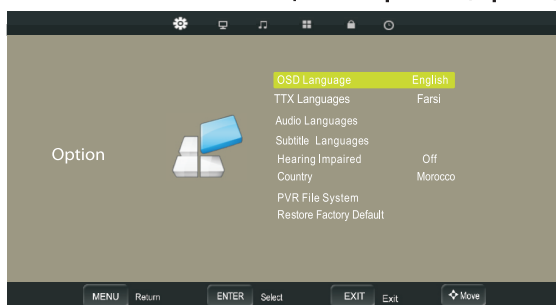 OSD Language English
TTX Languages Farsi
Audio Languages
Subtitle Languages
Option
Hearing Impaired Off
Country Morocco
PVR File System
Restore Factory Default
MENU Return ENTER Select EXIT Exit Move